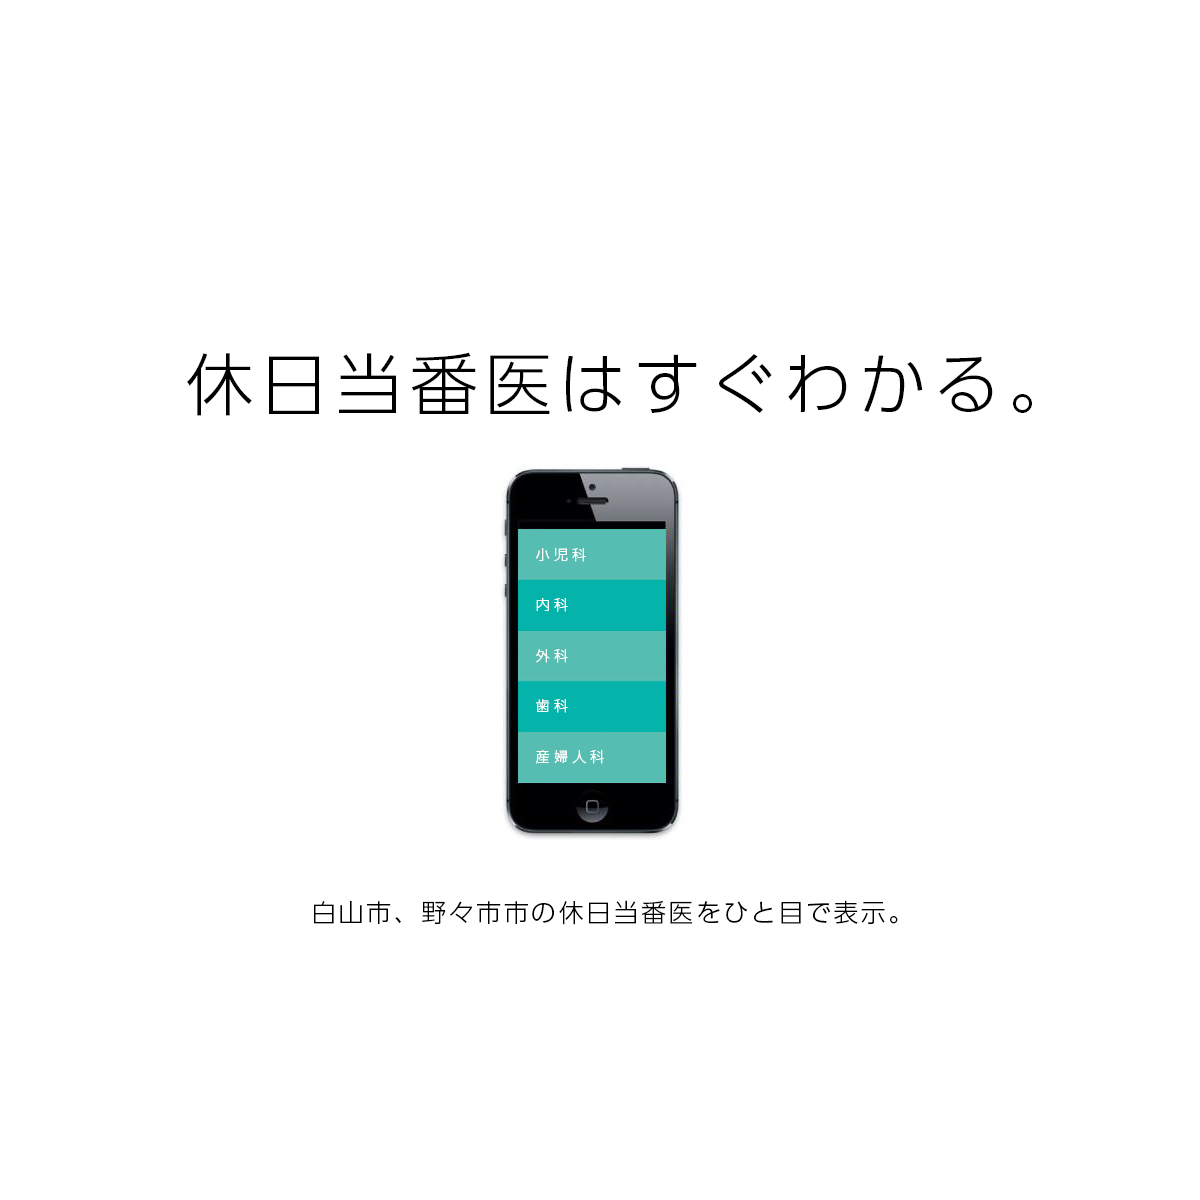 休日当番医はすぐわかる。
小児科
内科
外科
歯科
産婦人科
白山市、野々市市の休日当番医をひと目で表示。